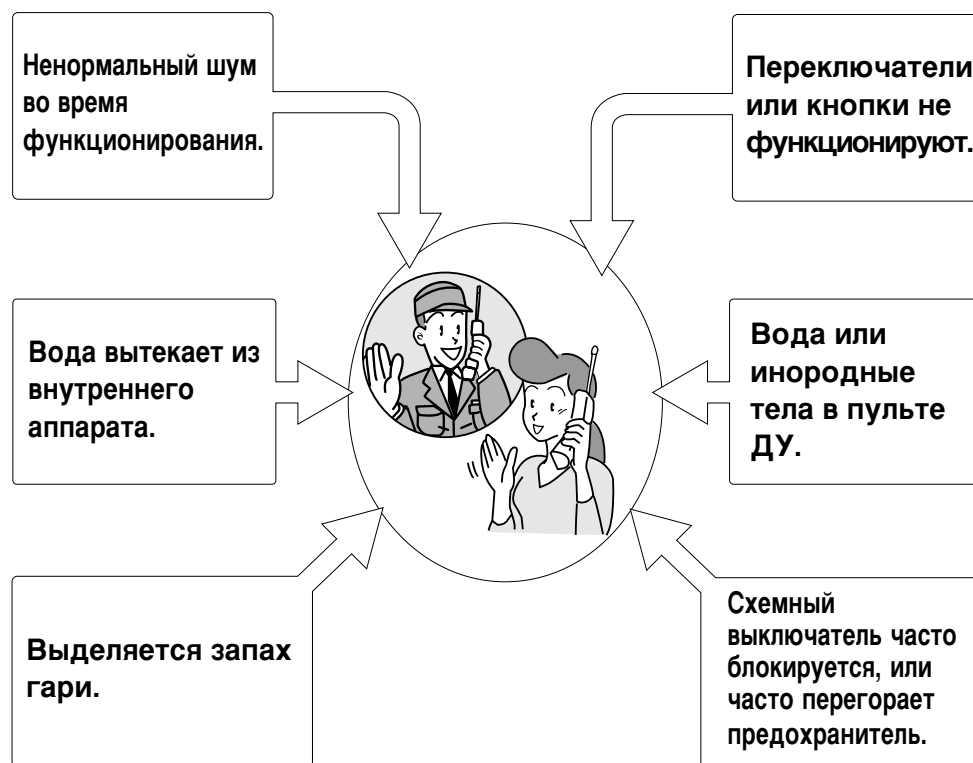 Ненормальный шум
во время
функционирования.
Переключатели
или кнопки не
функционируют.
Вода вытекает из
внутреннего
аппарата.
Вода или
инородные
тела в пульте
ДУ.
Выделяется запах
гари.
Схемный
выключатель часто
блокируется, или
часто перегорает
предохранитель.